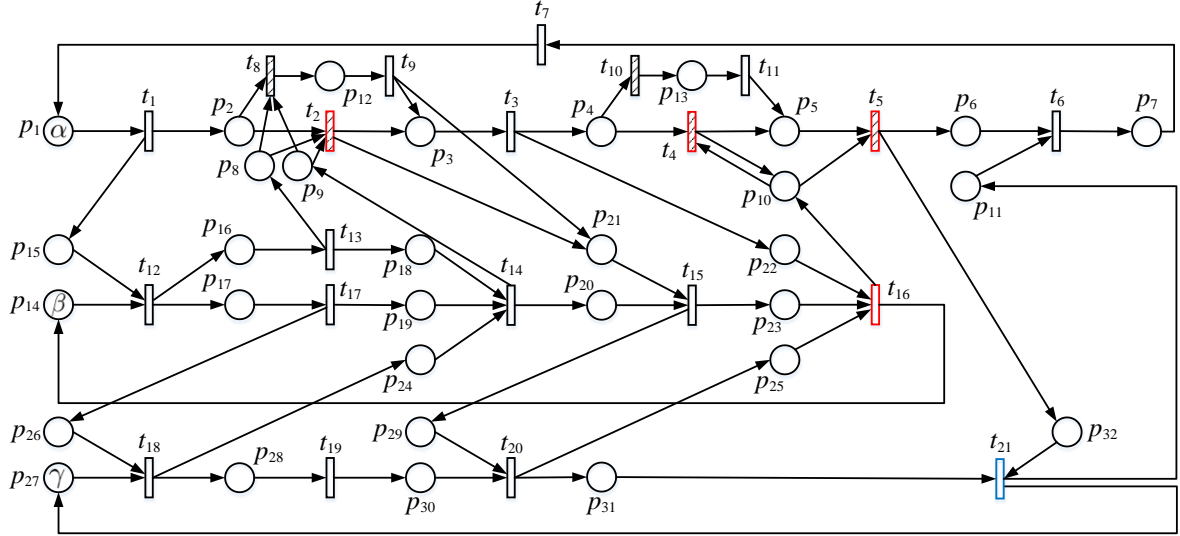 t7
t8 t9 t10 t11
p12 p13
t1 p2 t2 t3 p4 p5 t5 p6 t6 p7
p1 α p3 t4
p8 p9 p10 p11
p15 p16 t13 p21
t12 p18 t14 t15 p22
p14 β p17 t17 p19 p20 p23 t16
p24 p25
p26 t18 p29 t20 p32
p28 t19 t21
p27 γ p30 p31